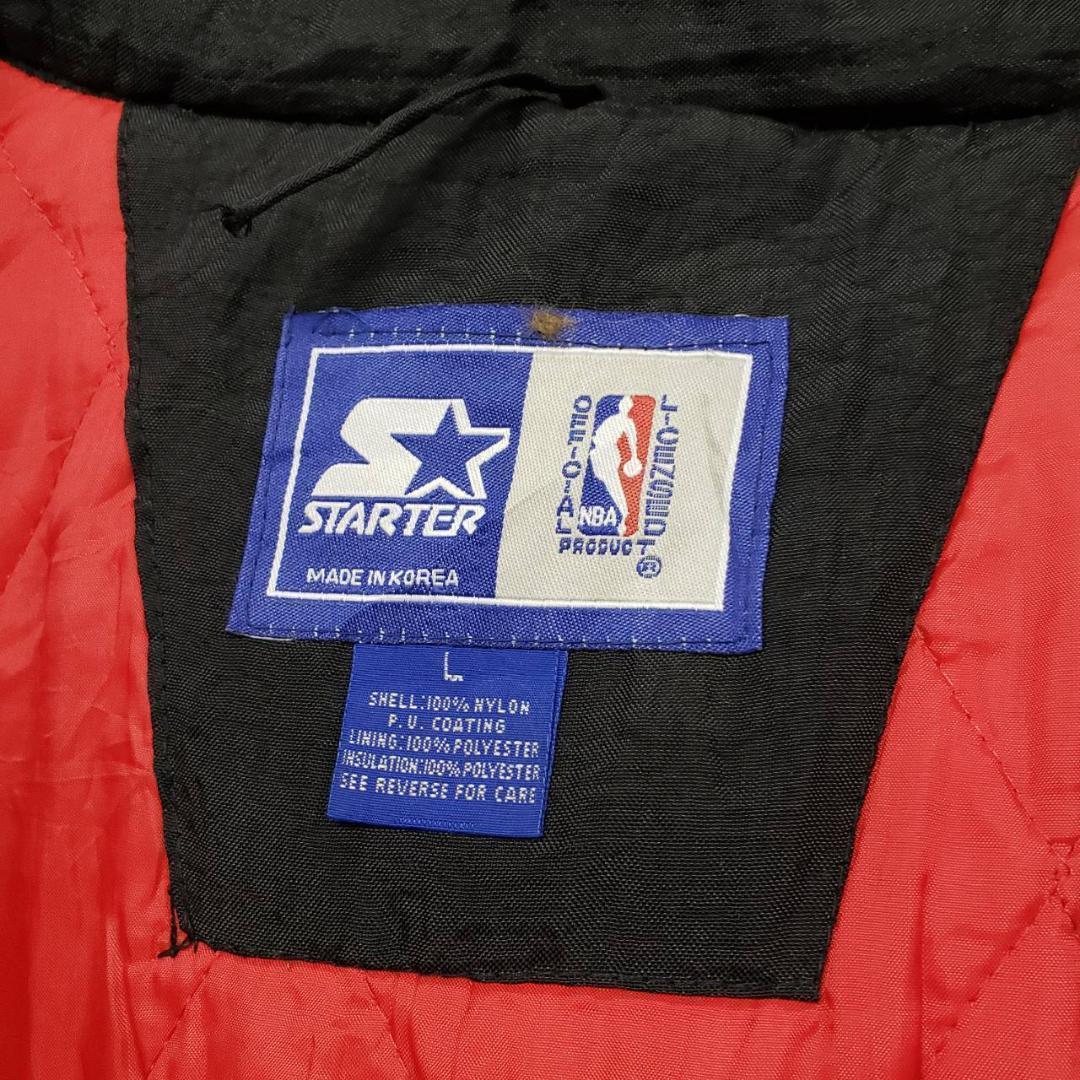 STARTER
MADE IN KOREA
OFFICIAL
LICENSED
NBA
PRODUCT
®
L
SHELL:100% NYLON
P.U. COATING
LINING:100% POLYESTER
INSULATION:100% POLYESTER
SEE REVERSE FOR CARE